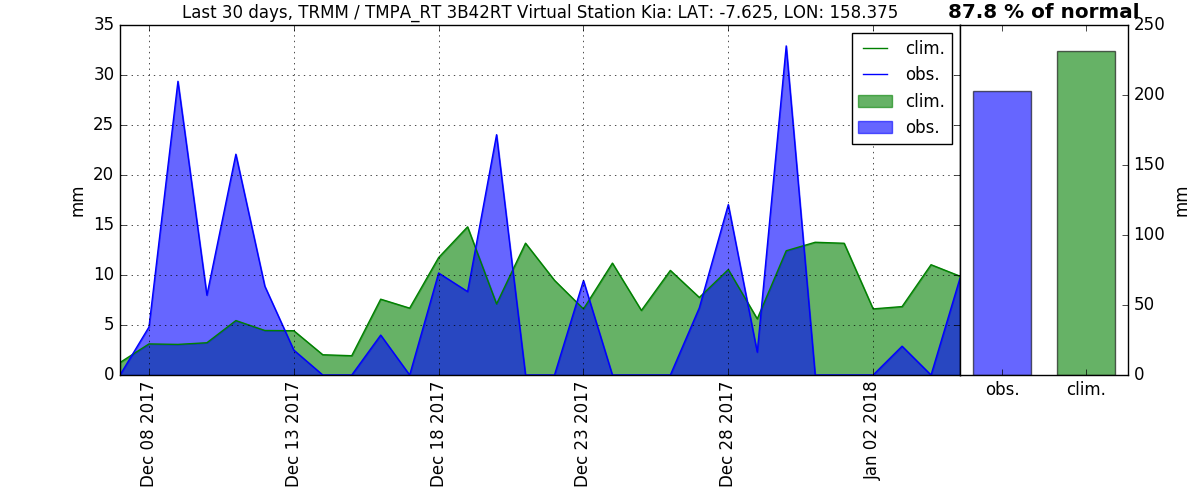 Last 30 days, TRMM / TMPA_RT 3B42RT Virtual Station Kia: LAT: -7.625, LON: 158.375
87.8 % of normal
35
30
25
20
15
10
5
0
mm
clim.
obs.
clim.
obs.
Dec 08 2017
Dec 13 2017
Dec 18 2017
Dec 23 2017
Dec 28 2017
Jan 02 2018
250
200
150
100
50
0
mm
obs.
clim.